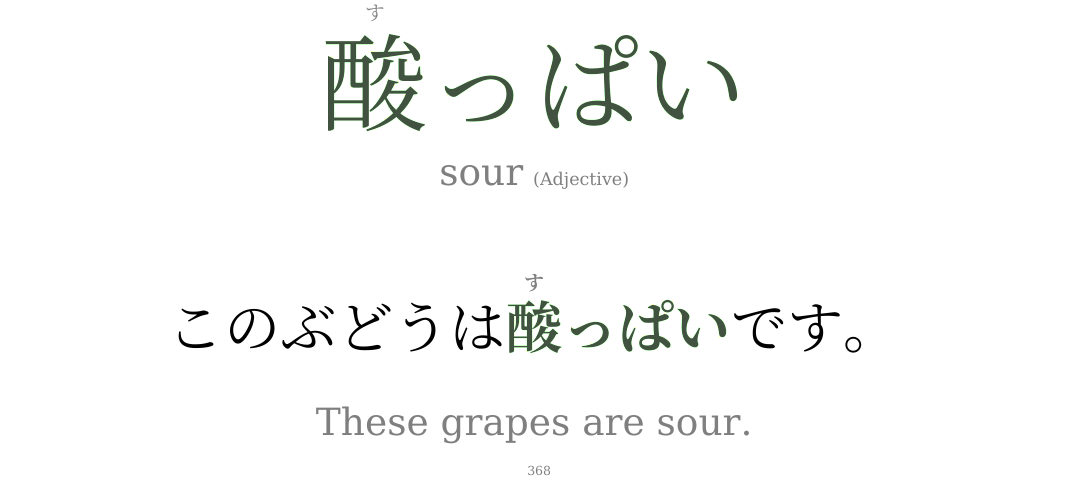 す
酸っぱい
sour (Adjective)
す
このぶどうは酸っぱいです。
These grapes are sour.
368